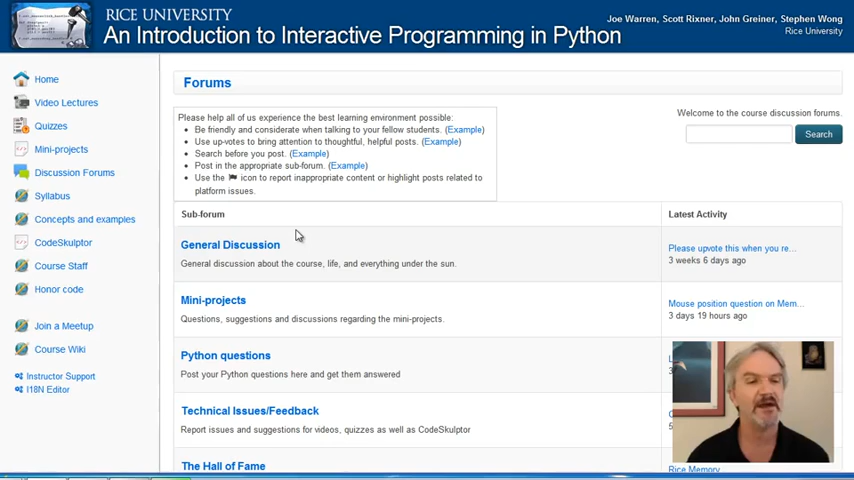 RICE UNIVERSITY
An Introduction to Interactive Programming in Python
Joe Warren, Scott Rixner, John Greiner, Stephen Wong
Rice University
Home
Video Lectures
Quizzes
Mini-projects
Discussion Forums
Syllabus
Concepts and examples
CodeSkulptor
Course Staff
Honor code
Join a Meetup
Course Wiki
Instructor Support
I18N Editor
Forums
Please help all of us experience the best learning environment possible:
Be friendly and considerate when talking to your fellow students. (Example)
Use up-votes to bring attention to thoughtful, helpful posts. (Example)
Search before you post. (Example)
Post in the appropriate sub-forum. (Example)
Use the icon to report inappropriate content or highlight posts related to
platform issues.
Welcome to the course discussion forums.
Search
Sub-forum
Latest Activity
General Discussion
General discussion about the course, life, and everything under the sun.
Please upvote this when you re...
3 weeks 6 days ago
Mini-projects
Questions, suggestions and discussions regarding the mini-projects.
Mouse position question on Mem...
3 days 19 hours ago
Python questions
Post your Python questions here and get them answered
Technical Issues/Feedback
Report issues and suggestions for videos, quizzes as well as CodeSkulptor
The Hall of Fame
Rice Memory